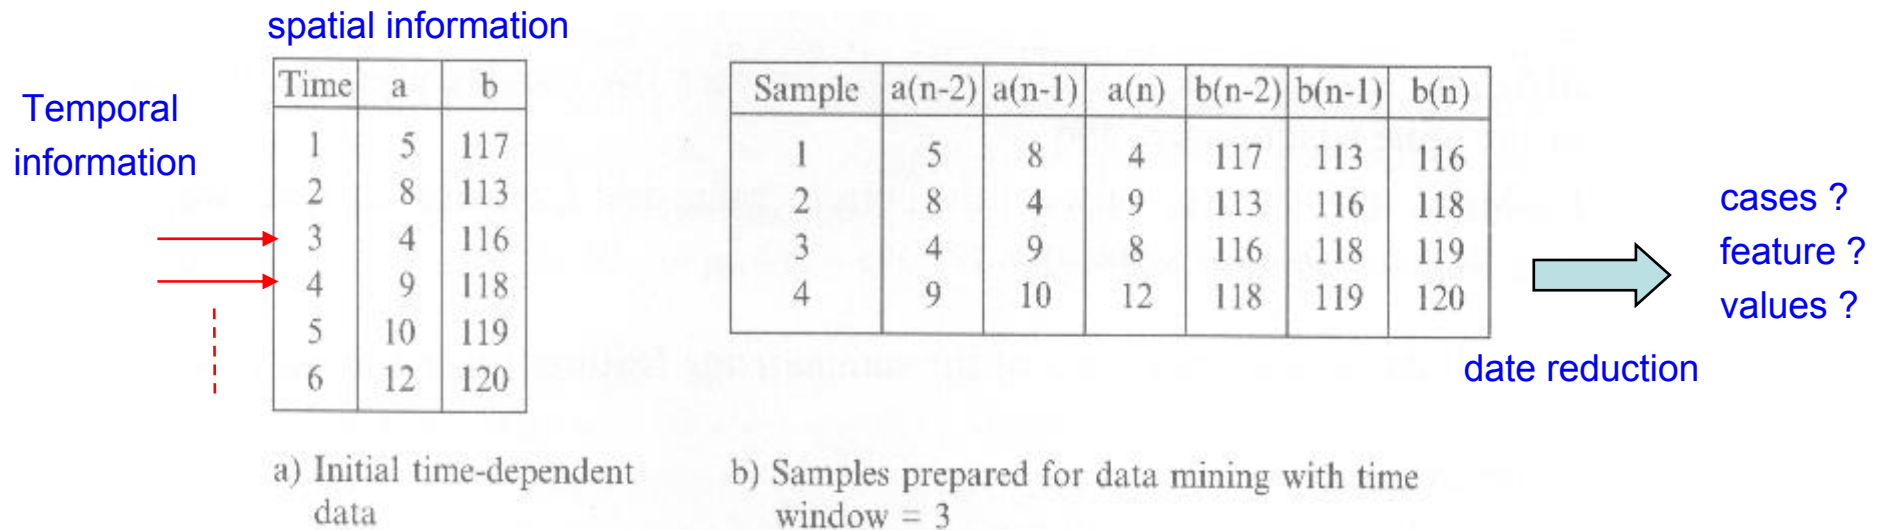 spatial information
Temporal
information
Time a b
1 5 117
2 8 113
3 4 116
4 9 118
5 10 119
6 12 120
a) Initial time-dependent
data
Sample a(n-2) a(n-1) a(n) b(n-2) b(n-1) b(n)
1 5 8 4 117 113 116
2 8 4 9 113 116 118
3 4 9 8 116 118 119
4 9 10 12 118 119 120
b) Samples prepared for data mining with time
window = 3
cases ?
feature ?
values ?
date reduction